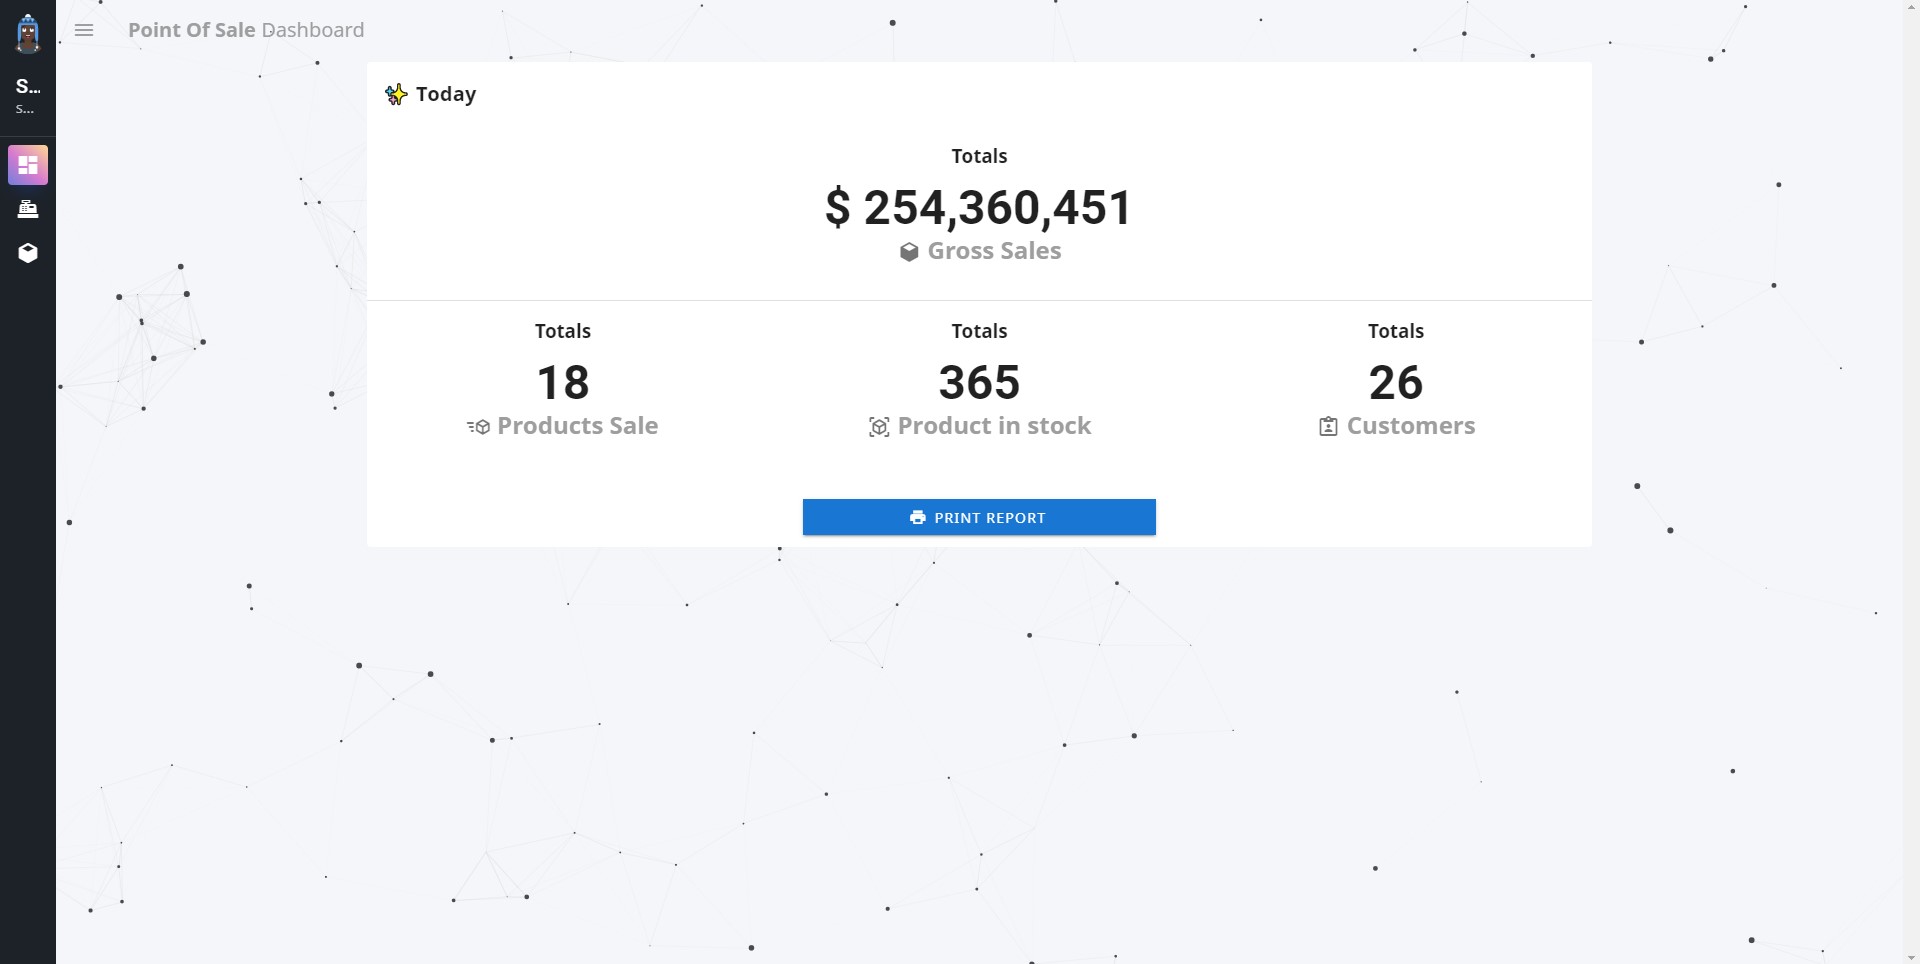 Point Of Sale Dashboard
S...
s...
Today
Totals
$ 254,360,451
Gross Sales
Totals
18
Products Sale
Totals
365
Product in stock
Totals
26
Customers
PRINT REPORT